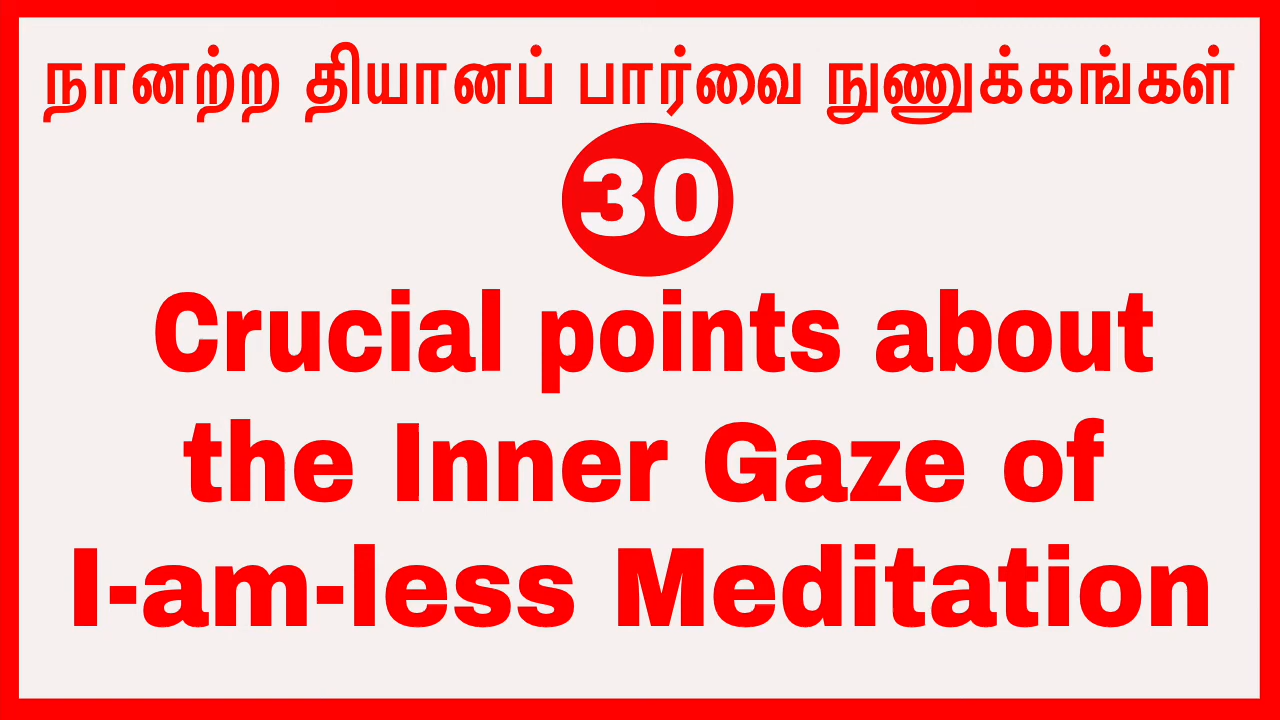 நானற்ற தியானப் பார்வை நுணுக்கங்கள்
30
Crucial points about
the Inner Gaze of
I-am-less Meditation